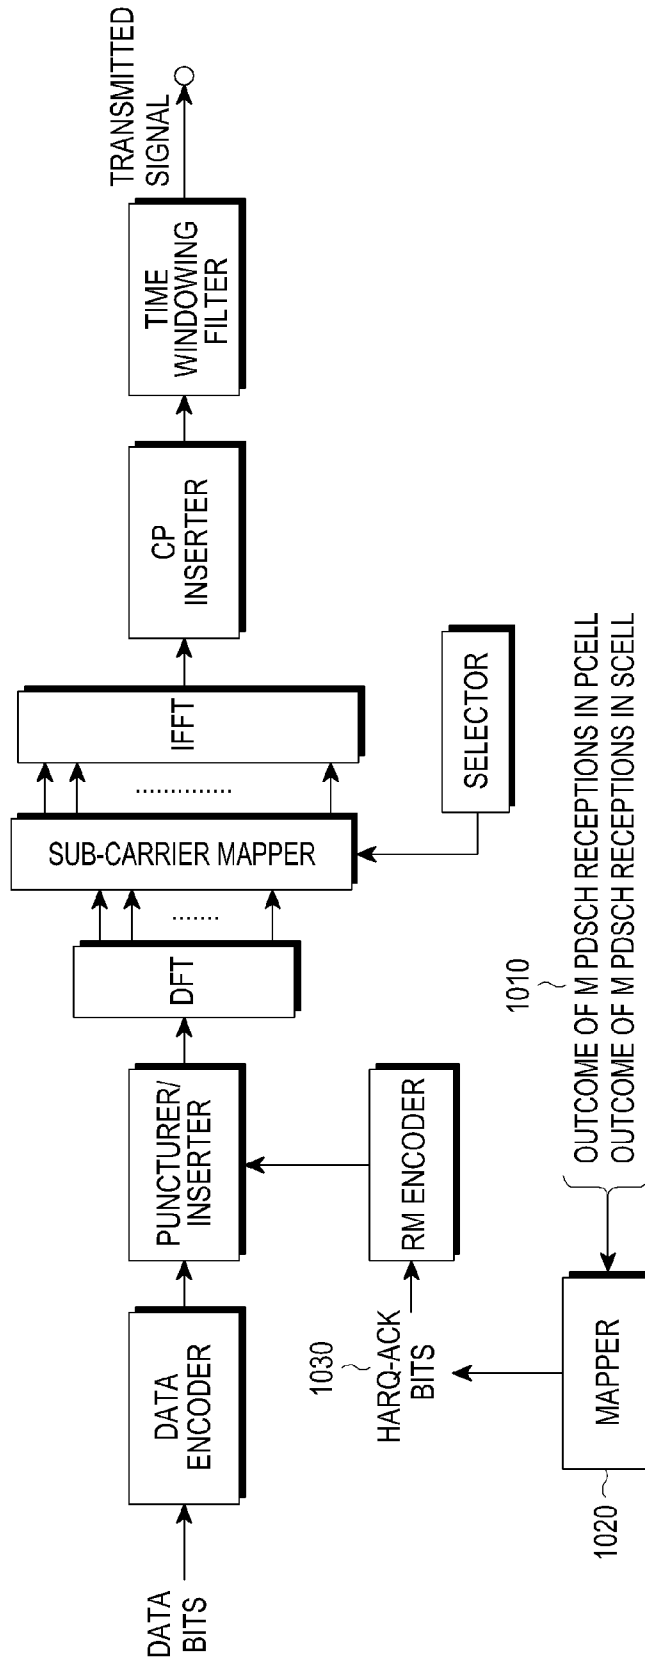 DATA
BITS
DATA
ENCODER
PUNCTURER/
INSERTER
DFT
SUB-CARRIER MAPPER
IFFT
CP
INSERTER
TIME
WINDOWING
FILTER
TRANSMITTED
SIGNAL
1030
HARQ-ACK
BITS
RM ENCODER
SELECTOR
1020
MAPPER
1010
OUTCOME OF M PDSCH RECEPTIONS IN PCELL
OUTCOME OF M PDSCH RECEPTIONS IN SCELL